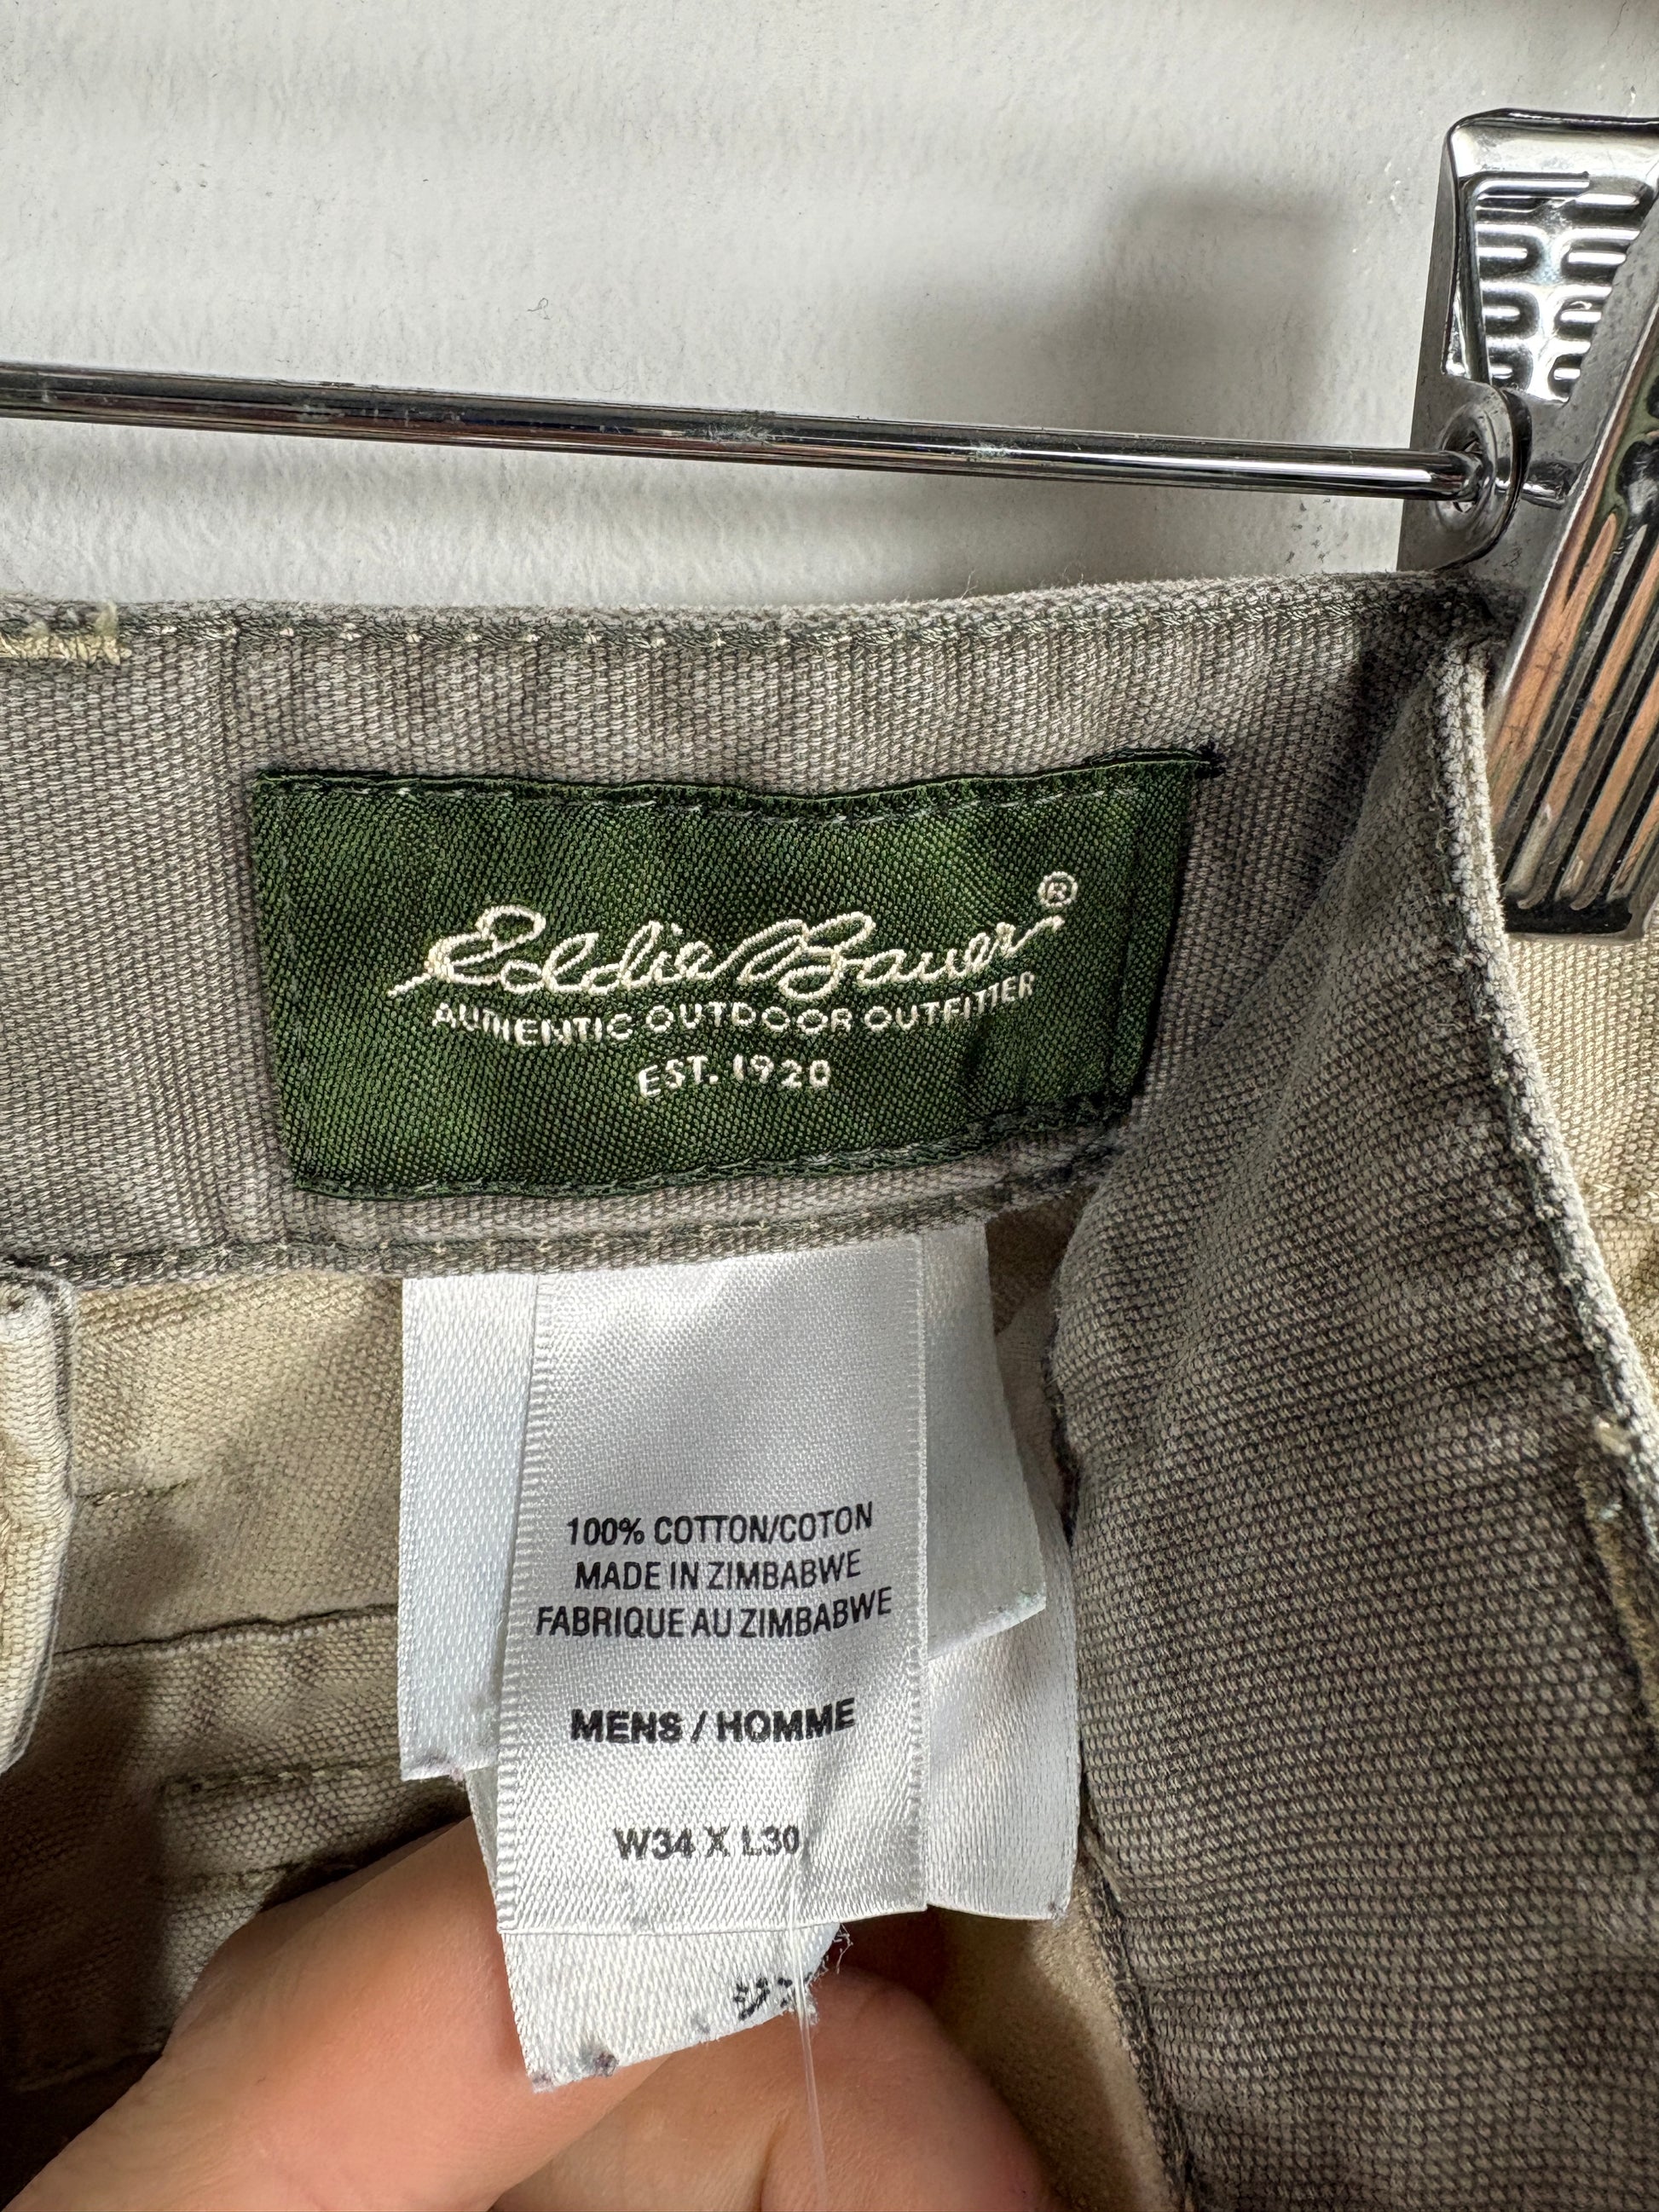 Eddie Bauer®
AUTHENTIC OUTDOOR OUTFITTER
EST. 1920
100% COTTON/COTON
MADE IN ZIMBABWE
FABRIQUE AU ZIMBABWE
MENS / HOMME
W34 X L30